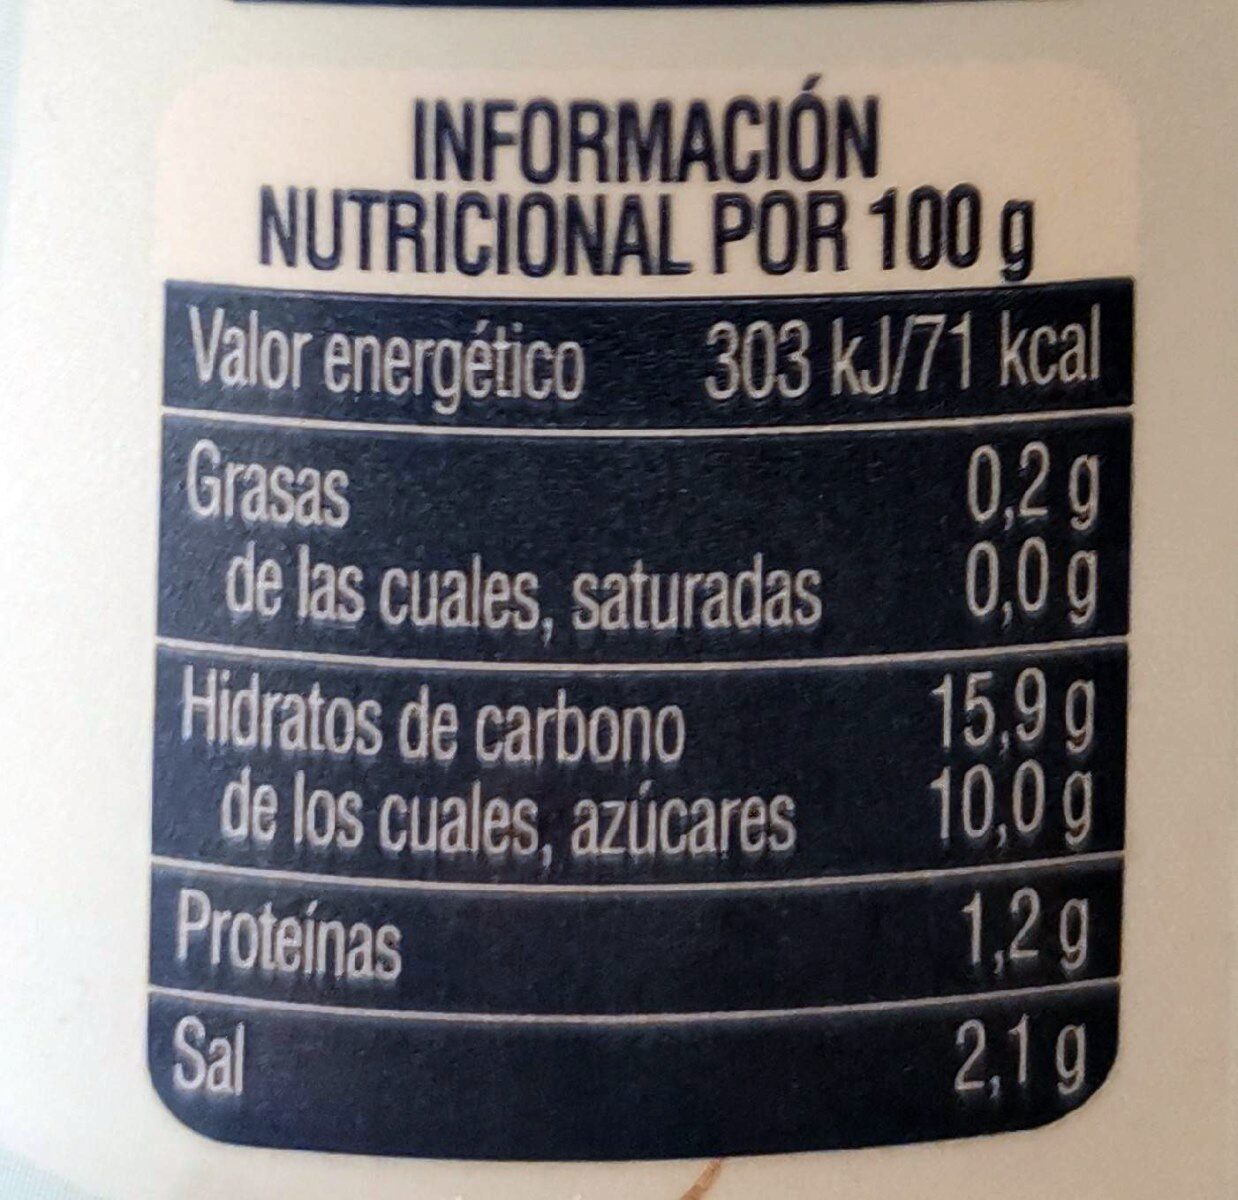 INFORMACIÓN
NUTRICIONAL POR 100 g
Valor energético 303 kJ/71 kcal
Grasas 0,2 g
de las cuales, saturadas 0,0 g
Hidratos de carbono 15,9 g
de los cuales, azúcares 10,0 g
Proteínas 1,2 g
Sal 2,1 g